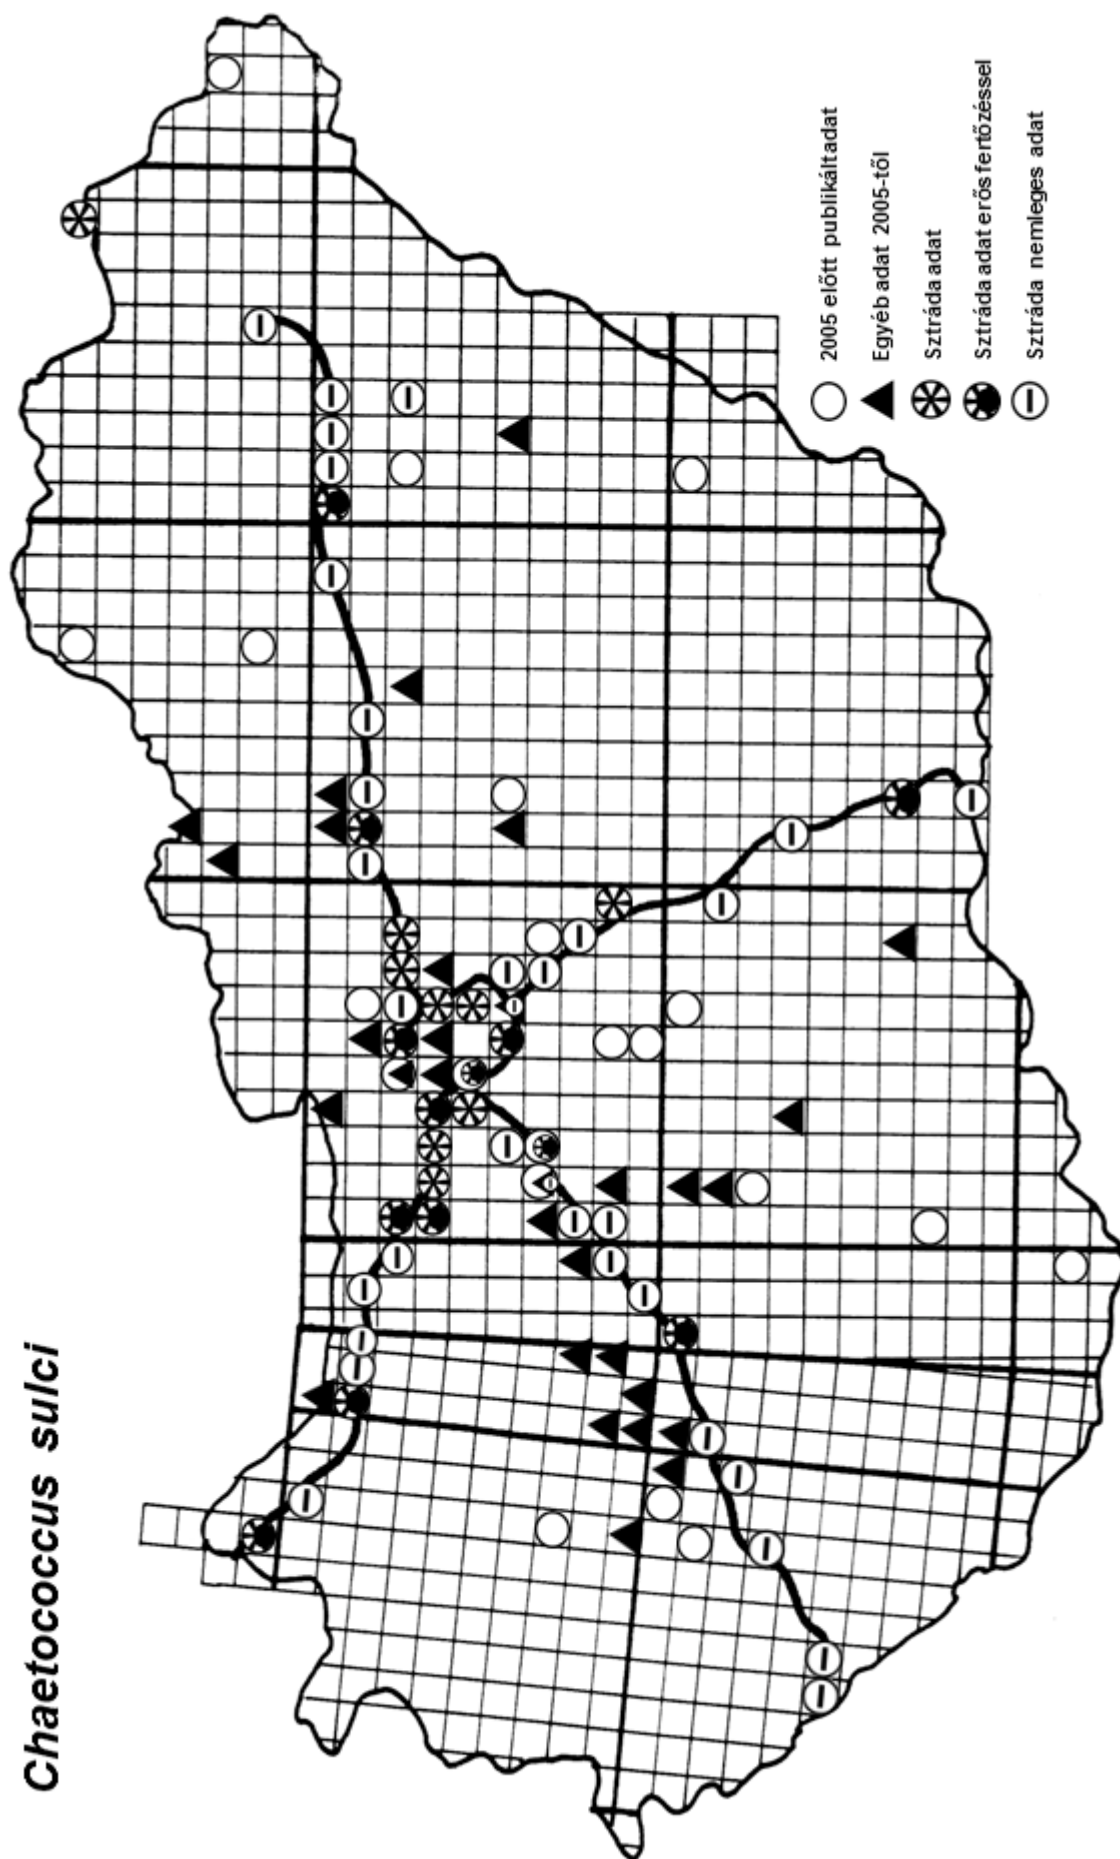 Chaetococcus sulci
2005 előtt publikáltadat
Egyéb adat 2005-től
Sztráda adat
Sztráda adat erős fertőzéssel
Sztráda nemleges adat